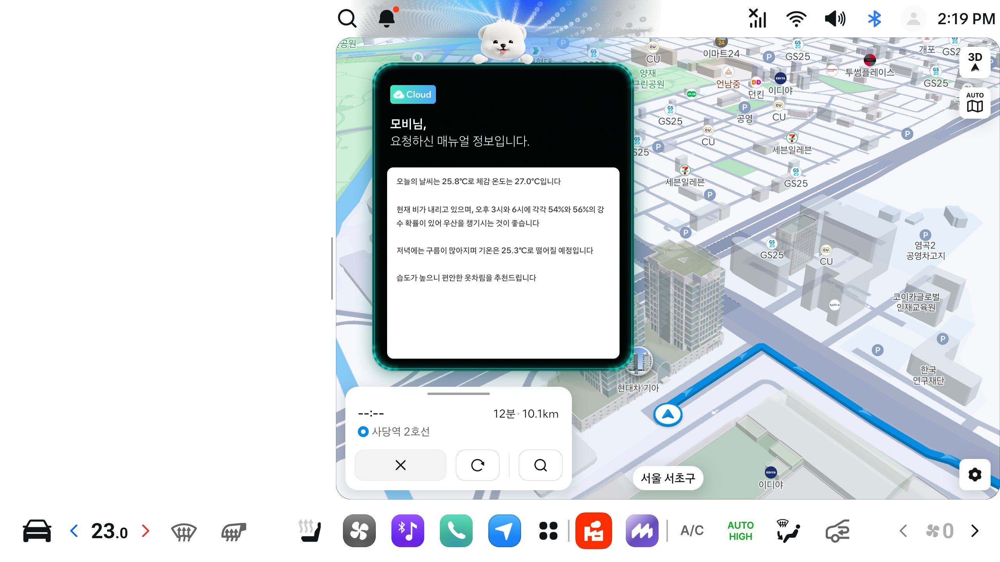 2:19 PM
공원
P
GS25
CU
emart24
이마트24
GS25
개포
양재
근린공원
언남중
DD
던킨
EDIYA
이디야
Homeplus
투썸플레이스
GS25
3D
AUTO
GS25
공영
CU
CU
세븐일레븐
세븐일레븐
GS25
Cloud
모비님,
요청하신 매뉴얼 정보입니다.
오늘의 날씨는 25.8℃로 체감 온도는 27.0℃입니다
현재 비가 내리고 있으며, 오후 3시와 6시에 각각 54%와 56%의 강
수 확률이 있어 우산을 챙기시는 것이 좋습니다
저녁에는 구름이 많아지며 기온은 25.3℃로 떨어질 예정입니다
습도가 높으니 편안한 옷차림을 추천드립니다
GS25
CU
염곡2
공영차고지
코이카글로벌
인재교육원
kotra
한국
연구재단
현대차.기아
--:--
12분·10.1km
사당역 2호선
서울 서초구
EDIYA
이디야
23.0
A/C
AUTO
HIGH
0